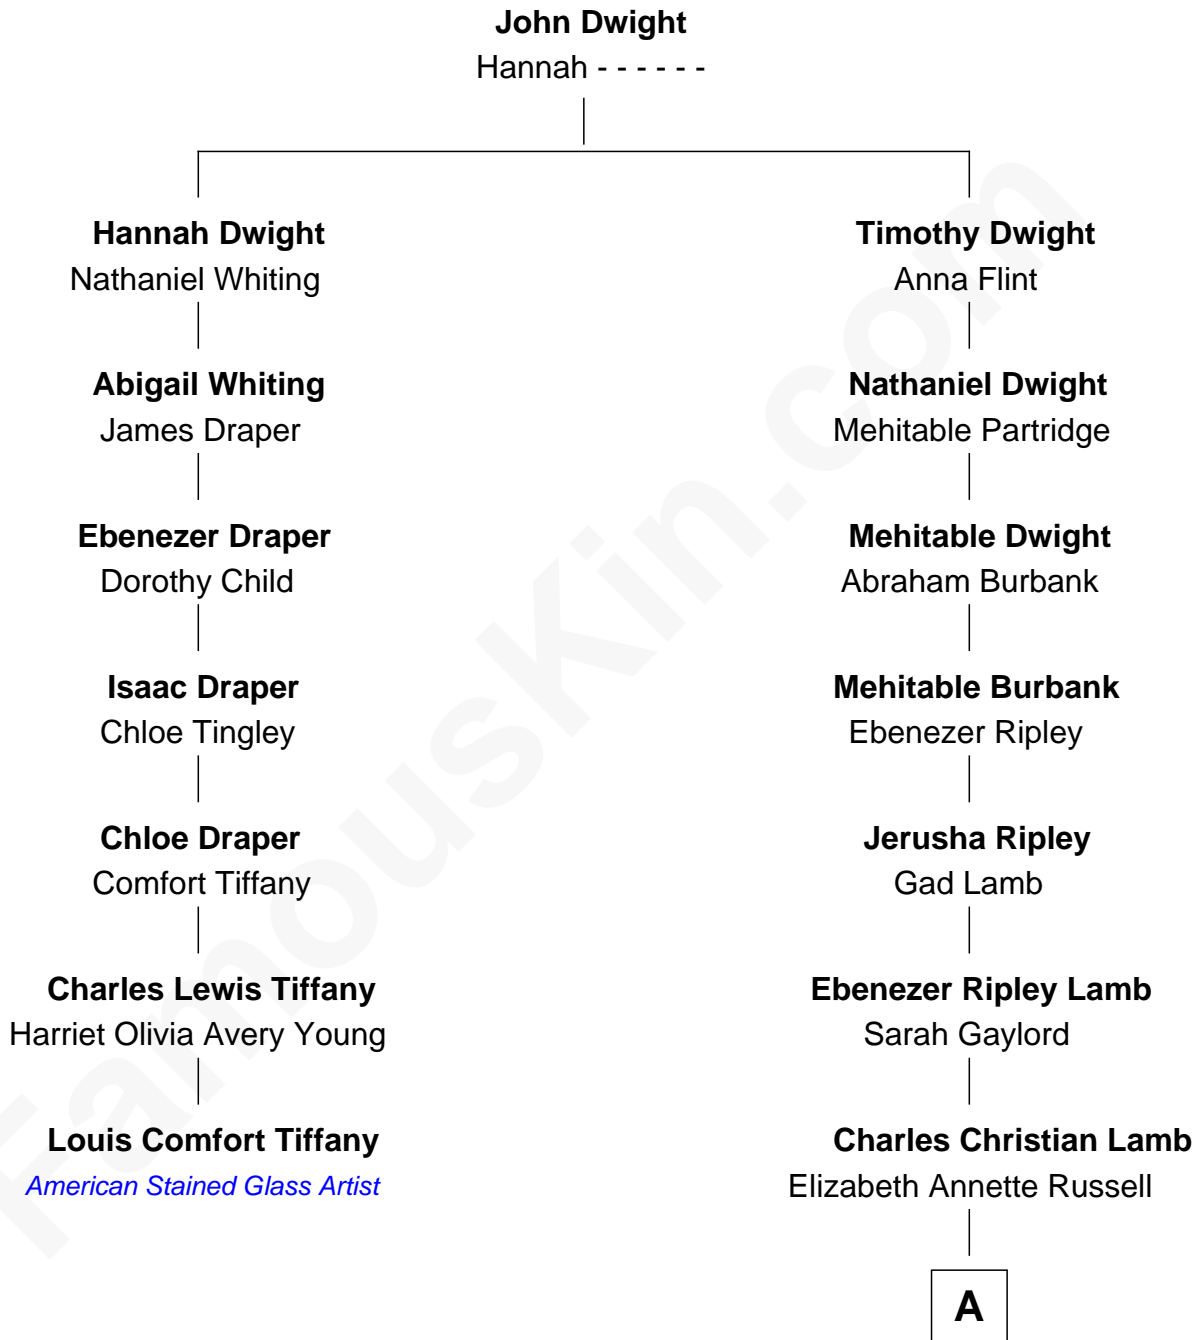 John Dwight
Hannah - - - - - -
Hannah Dwight
Nathaniel Whiting
Timothy Dwight
Anna Flint
Abigail Whiting
James Draper
Nathaniel Dwight
Mehitable Partridge
Ebenezer Draper
Dorothy Child
Mehitable Dwight
Abraham Burbank
Isaac Draper
Chloe Tingley
Mehitable Burbank
Ebenezer Ripley
Chloe Draper
Comfort Tiffany
Jerusha Ripley
Gad Lamb
Charles Lewis Tiffany
Harriet Olivia Avery Young
Ebenezer Ripley Lamb
Sarah Gaylord
Louis Comfort Tiffany
American Stained Glass Artist
Charles Christian Lamb
Elizabeth Annette Russell
A
FamousKin.com